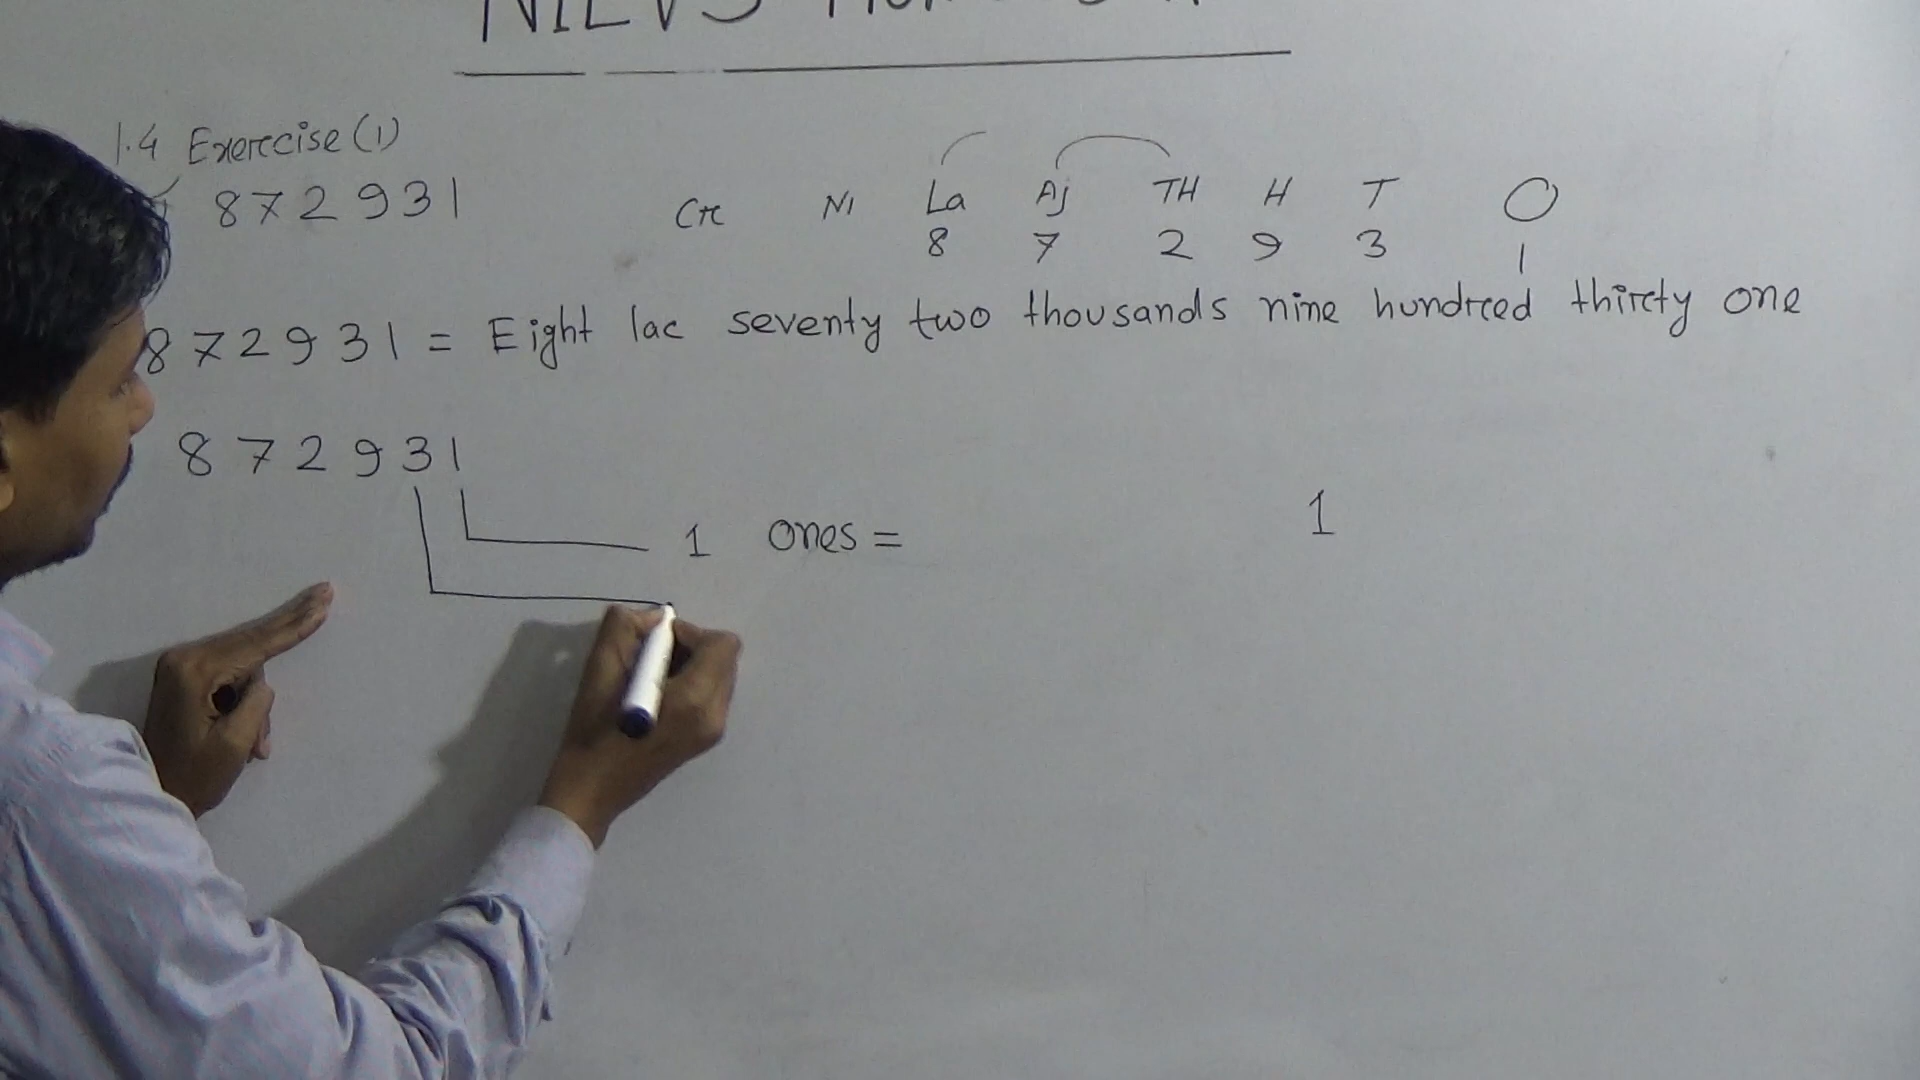 1.4 Exercise (1)
872931
Cr Ni La Aj TH H T O
8 7 2 9 3 1
872931 = Eight lac seventy two thousands nine hundred thirty one
872931
1 ones = 1